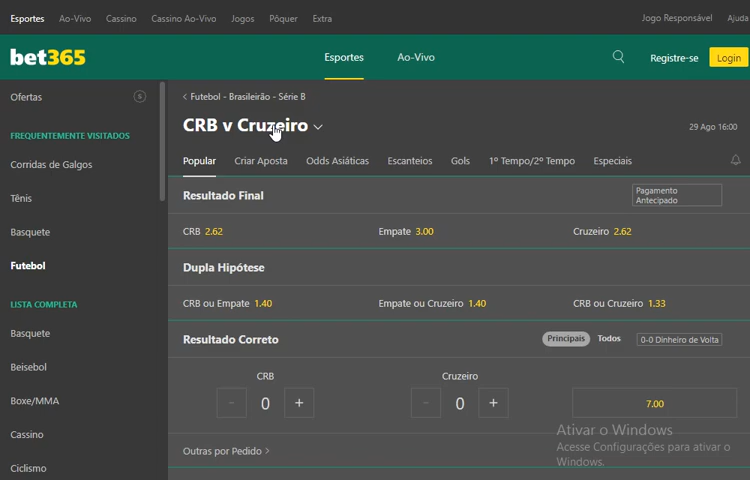 Esportes Ao-Vivo Cassino Cassino Ao-Vivo Jogos Pôquer Extra Jogo Responsável Ajuda
bet365 Esportes Ao-Vivo Registre-se Login
Ofertas
FREQUENTEMENTE VISITADOS
Corridas de Galgos
Tênis
Basquete
Futebol
LISTA COMPLETA
Basquete
Beisebol
Boxe/MMA
Cassino
Ciclismo
< Futebol - Brasileirão - Série B
CRB v Cruzeiro 29 Ago 16:00
Popular Criar Aposta Odds Asiáticas Escanteios Gols 1º Tempo/2º Tempo Especiais
Resultado Final Pagamento
Antecipado
CRB 2.62 Empate 3.00 Cruzeiro 2.62
Dupla Hipótese
CRB ou Empate 1.40 Empate ou Cruzeiro 1.40 CRB ou Cruzeiro 1.33
Resultado Correto Principais Todos 0-0 Dinheiro de Volta
CRB Cruzeiro
- 0 + - 0 + 7.00
Outras por Pedido >
Ativar o Windows
Acesse Configurações para ativar o
Windows.